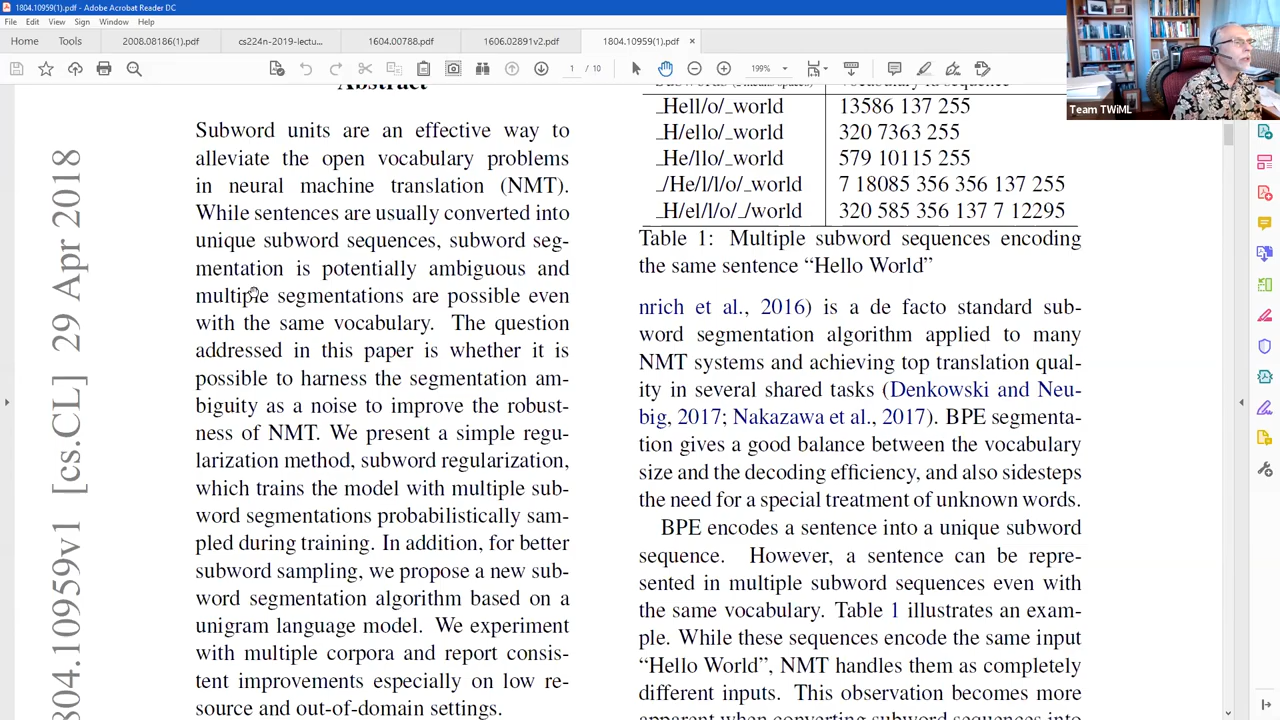 1804.10959(1).pdf - Adobe Acrobat Reader DC
File Edit View Sign Window Help
Home Tools 2008.08186(1).pdf cs224n-2019-lectu... 1604.00788.pdf 1606.02891v2.pdf 1804.10959(1).pdf ×
1 / 10 199%
Team TWiML
Abstract
Subword units are an effective way to
alleviate the open vocabulary problems
in neural machine translation (NMT).
While sentences are usually converted into
unique subword sequences, subword seg-
mentation is potentially ambiguous and
multiple segmentations are possible even
with the same vocabulary. The question
addressed in this paper is whether it is
possible to harness the segmentation am-
biguity as a noise to improve the robust-
ness of NMT. We present a simple regu-
larization method, subword regularization,
which trains the model with multiple sub-
word segmentations probabilistically sam-
pled during training. In addition, for better
subword sampling, we propose a new sub-
word segmentation algorithm based on a
unigram language model. We experiment
with multiple corpora and report consis-
tent improvements especially on low re-
source and out-of-domain settings.
804.10959v1 [cs.CL] 29 Apr 2018
_Hell/o/_world 13586 137 255
_H/ello/_world 320 7363 255
_He/llo/_world 579 10115 255
_/He/l/l/o/_world 7 18085 356 356 137 255
_H/el/l/o/_/world 320 585 356 137 7 12295
Table 1: Multiple subword sequences encoding
the same sentence “Hello World”
nrich et al., 2016) is a de facto standard sub-
word segmentation algorithm applied to many
NMT systems and achieving top translation qual-
ity in several shared tasks (Denkowski and Neu-
big, 2017; Nakazawa et al., 2017). BPE segmenta-
tion gives a good balance between the vocabulary
size and the decoding efficiency, and also sidesteps
the need for a special treatment of unknown words.
BPE encodes a sentence into a unique subword
sequence. However, a sentence can be repre-
sented in multiple subword sequences even with
the same vocabulary. Table 1 illustrates an exam-
ple. While these sequences encode the same input
“Hello World”, NMT handles them as completely
different inputs. This observation becomes more
apparent when converting subword sequences into